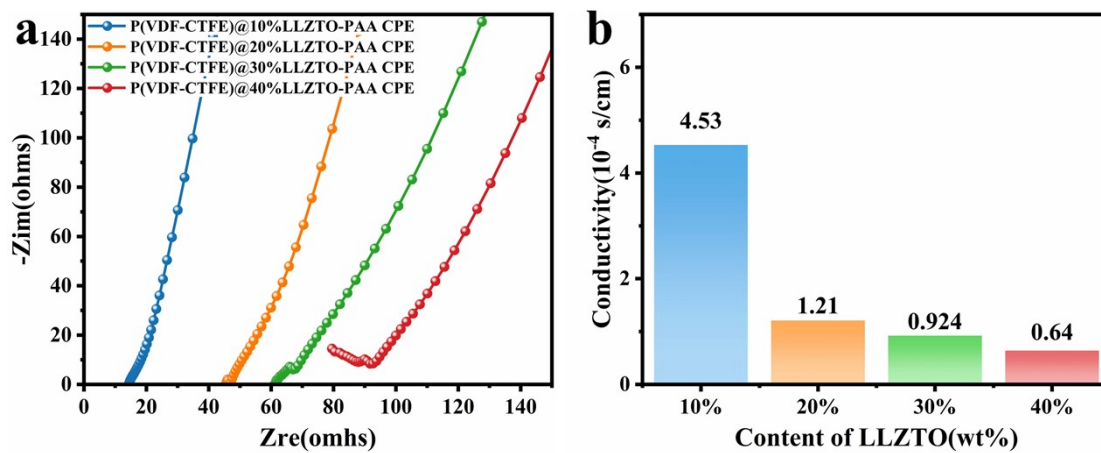 a
P(VDF-CTFE)@10%LLZTO-PAA CPE
P(VDF-CTFE)@20%LLZTO-PAA CPE
P(VDF-CTFE)@30%LLZTO-PAA CPE
P(VDF-CTFE)@40%LLZTO-PAA CPE
-Zim(ohms)
140
120
100
80
60
40
20
0
0 20 40 60 80 100 120 140
Zre(omhs)
b
Conductivity(10⁻⁴ s/cm)
6
4
2
0
4.53
1.21
0.924
0.64
10% 20% 30% 40%
Content of LLZTO(wt%)